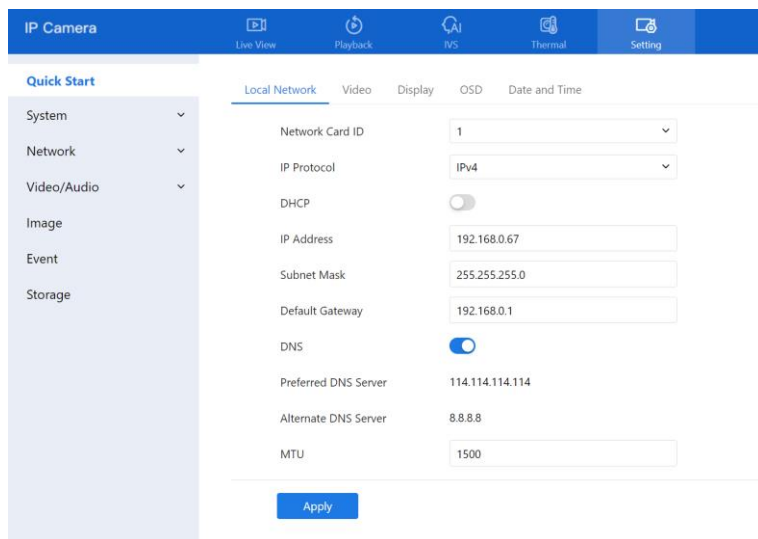 IP Camera
Live View Playback IVS Thermal Setting
Quick Start
System
Network
Video/Audio
Image
Event
Storage
Local Network Video Display OSD Date and Time
Network Card ID 1
IP Protocol IPv4
DHCP
IP Address 192.168.0.67
Subnet Mask 255.255.255.0
Default Gateway 192.168.0.1
DNS
Preferred DNS Server 114.114.114.114
Alternate DNS Server 8.8.8.8
MTU 1500
Apply